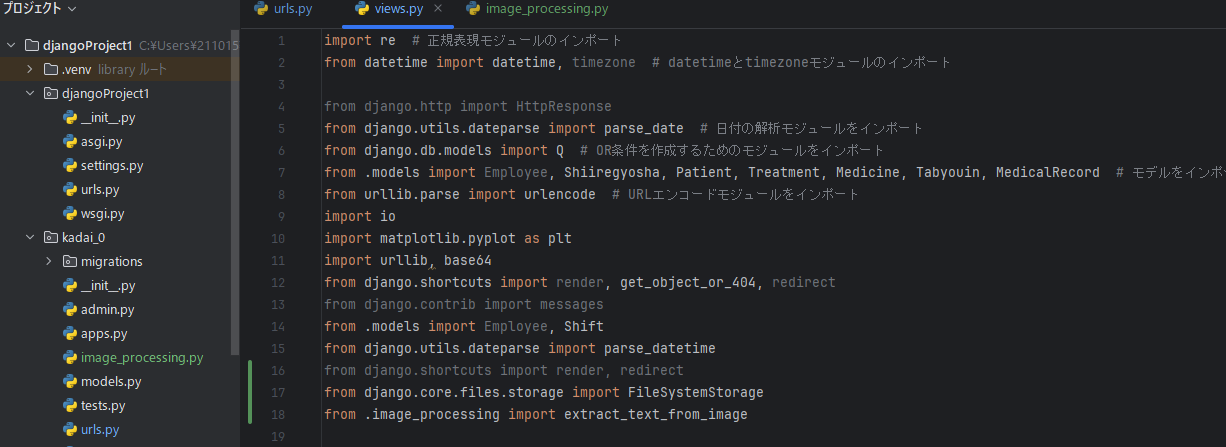 プロジェクト
djangoProject1 C:¥Users¥211015
.venv library ルート
djangoProject1
__init__.py
asgi.py
settings.py
urls.py
wsgi.py
kadai_0
migrations
__init__.py
admin.py
apps.py
image_processing.py
models.py
tests.py
urls.py
urls.py views.py image_processing.py
1 import re # 正規表現モジュールのインポート
2 from datetime import datetime, timezone # datetimeとtimezoneモジュールのインポート
3
4 from django.http import HttpResponse
5 from django.utils.dateparse import parse_date # 日付の解析モジュールをインポート
6 from django.db.models import Q # OR条件を作成するためのモジュールをインポート
7 from .models import Employee, Shiiregyosha, Patient, Treatment, Medicine, Tabyouin, MedicalRecord # モデルをインポ
8 from urllib.parse import urlencode # URLエンコードモジュールをインポート
9 import io
10 import matplotlib.pyplot as plt
11 import urllib, base64
12 from django.shortcuts import render, get_object_or_404, redirect
13 from django.contrib import messages
14 from .models import Employee, Shift
15 from django.utils.dateparse import parse_datetime
16 from django.shortcuts import render, redirect
17 from django.core.files.storage import FileSystemStorage
18 from .image_processing import extract_text_from_image
19